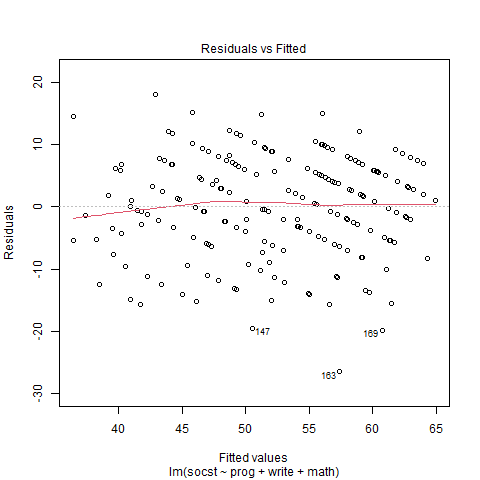 Residuals vs Fitted
20
10
0
-10
-20
-30
Residuals
147
169
163
40 45 50 55 60 65
Fitted values
lm(socst ~ prog + write + math)